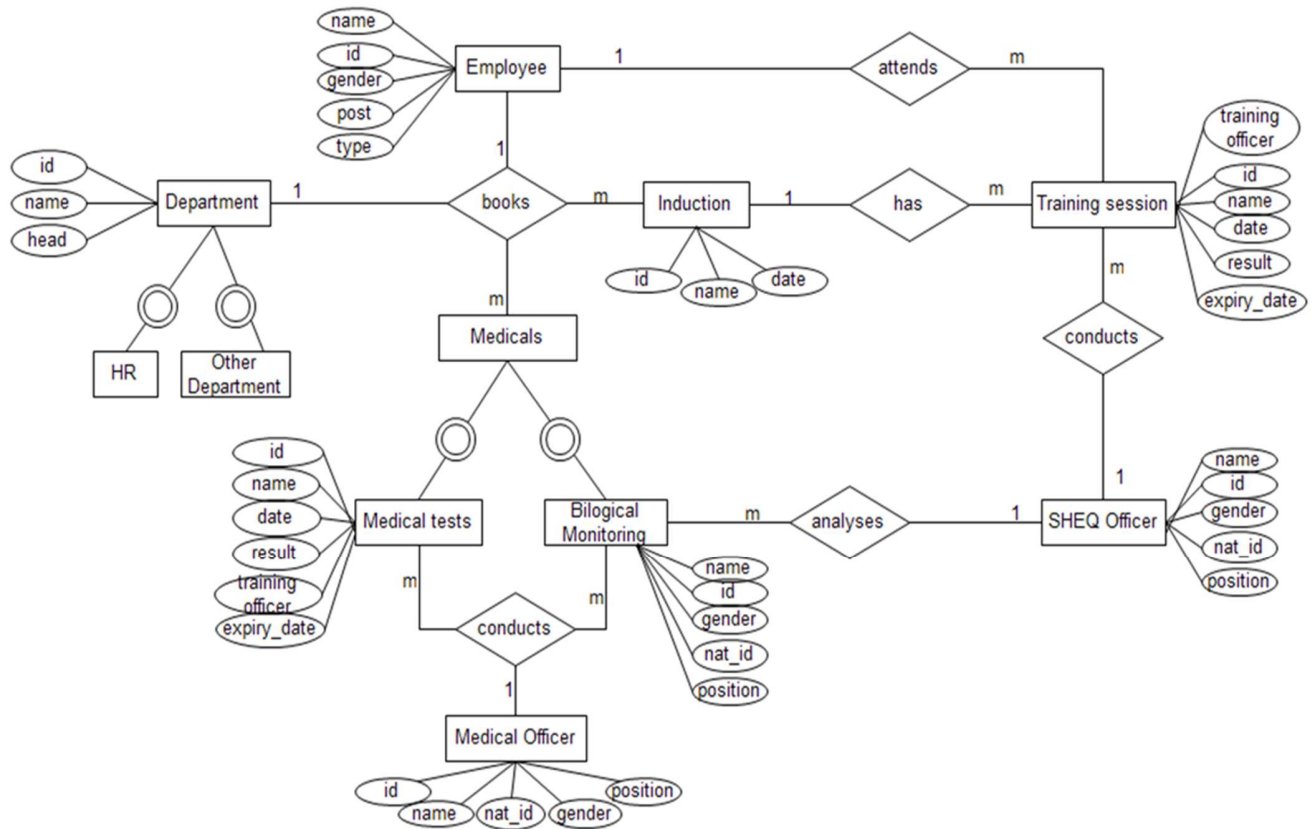 name
id
gender
post
type
Employee
1
attends
m
1
training
officer
id
name
date
result
expiry_date
Training session
id
name
head
Department
1
books
m
Induction
1
has
m
id
name
date
m
m
HR
Other
Department
Medicals
conducts
id
name
date
result
training
officer
expiry_date
Medical tests
Bilogical
Monitoring
m
analyses
1
1
SHEQ Officer
name
id
gender
nat_id
position
m
m
name
id
gender
nat_id
position
conducts
1
Medical Officer
id
name
nat_id
gender
position